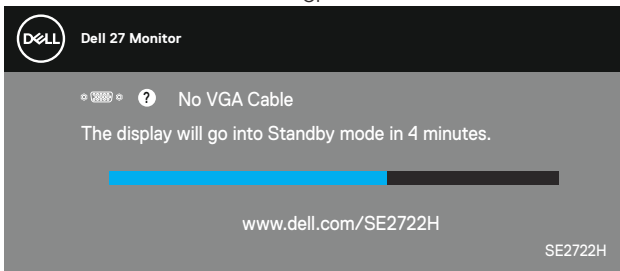 DELL
Dell 27 Monitor
? No VGA Cable
The display will go into Standby mode in 4 minutes.
www.dell.com/SE2722H
SE2722H